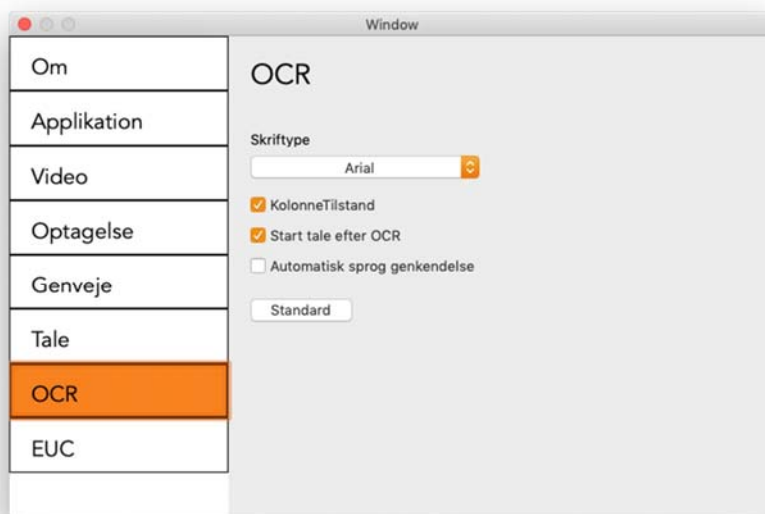 Window
Om
Applikation
Video
Optagelse
Genveje
Tale
OCR
EUC
OCR
Skriftype
Arial
KolonneTilstand
Start tale efter OCR
Automatisk sprog genkendelse
Standard